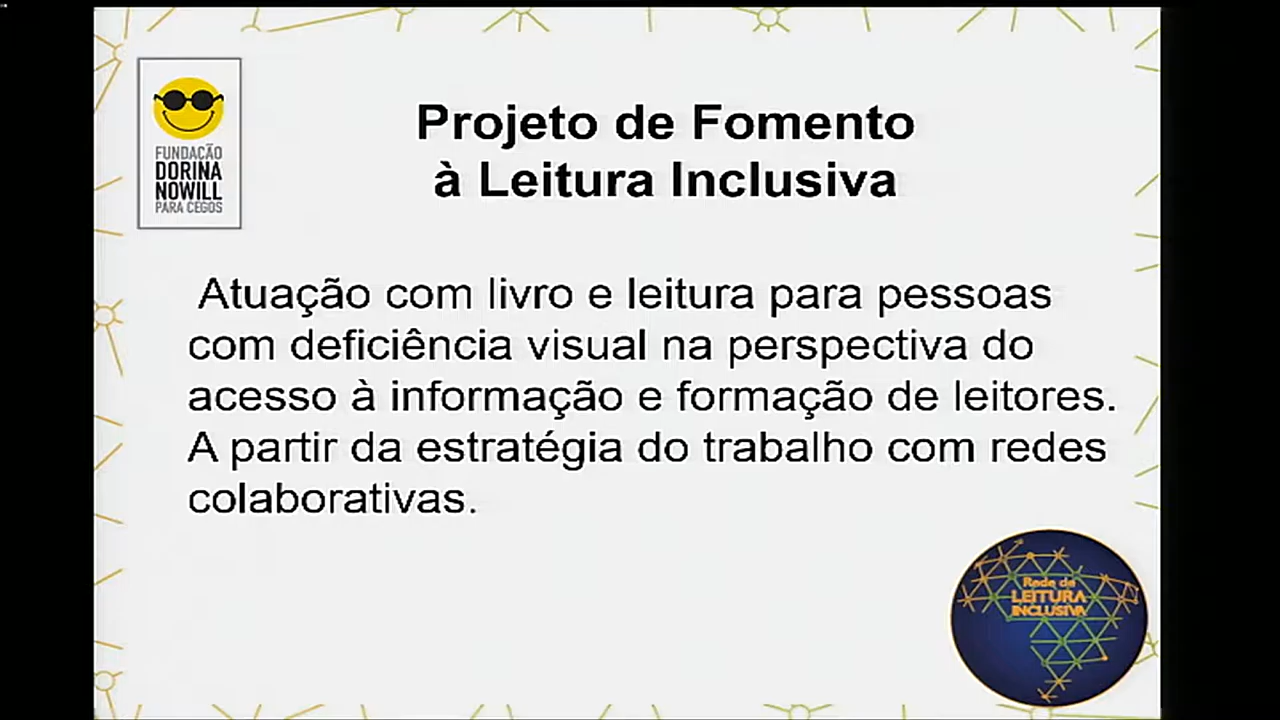 FUNDAÇÃO
DORINA
NOWILL
PARA CEGOS
Projeto de Fomento
à Leitura Inclusiva
Atuação com livro e leitura para pessoas
com deficiência visual na perspectiva do
acesso à informação e formação de leitores.
A partir da estratégia do trabalho com redes
colaborativas.
Rede de
LEITURA
INCLUSIVA